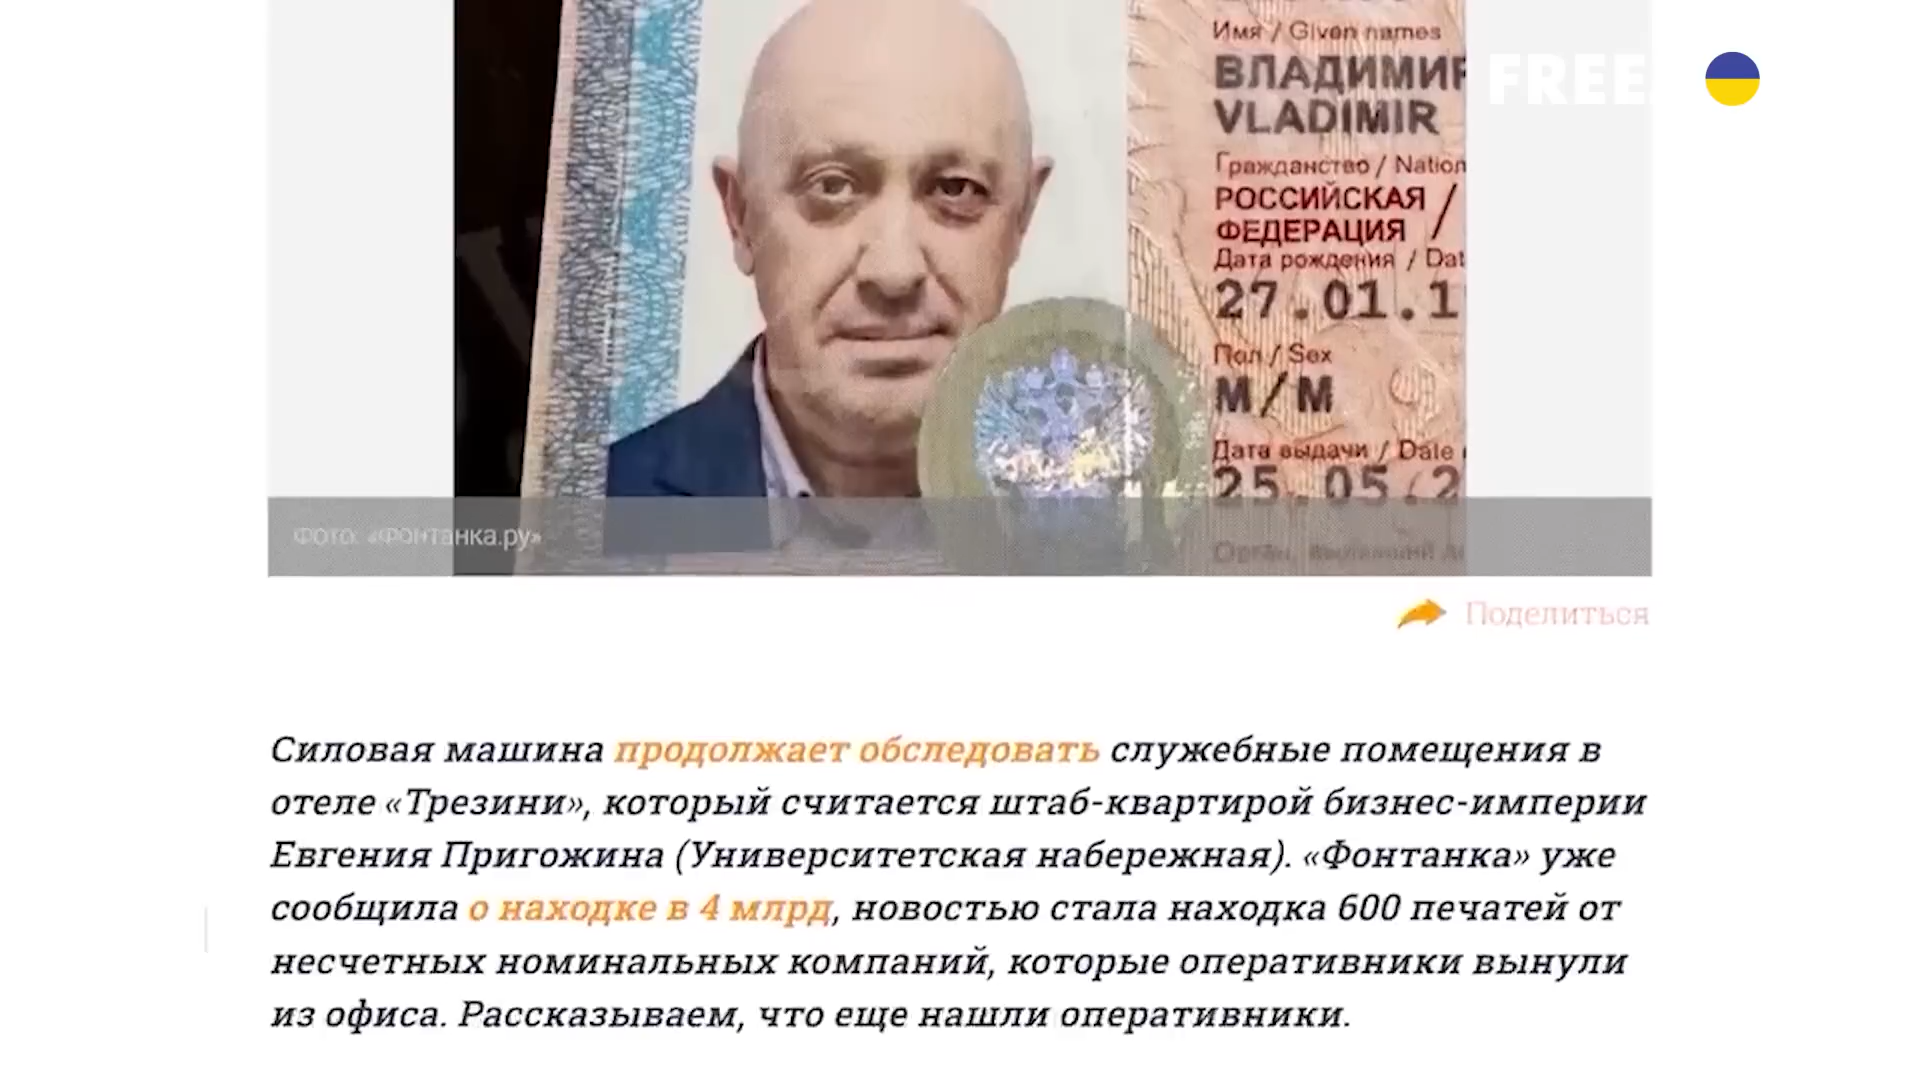 Имя / Given names
ВЛАДИМИР
VLADIMIR
FREE
Гражданство / Nation
РОССИЙСКАЯ /
ФЕДЕРАЦИЯ
Дата рождения / Dat
27.01.1
Пол / Sex
М/M
Дата выдачи / Date
25.05.2
Фото: «Фонтанка.ру»
Поделиться
Силовая машина продолжает обследовать служебные помещения в
отеле «Трезини», который считается штаб-квартирой бизнес-империи
Евгения Пригожина (Университетская набережная). «Фонтанка» уже
сообщила о находке в 4 млрд, новостью стала находка 600 печатей от
несчетных номинальных компаний, которые оперативники вынули
из офиса. Рассказываем, что еще нашли оперативники.